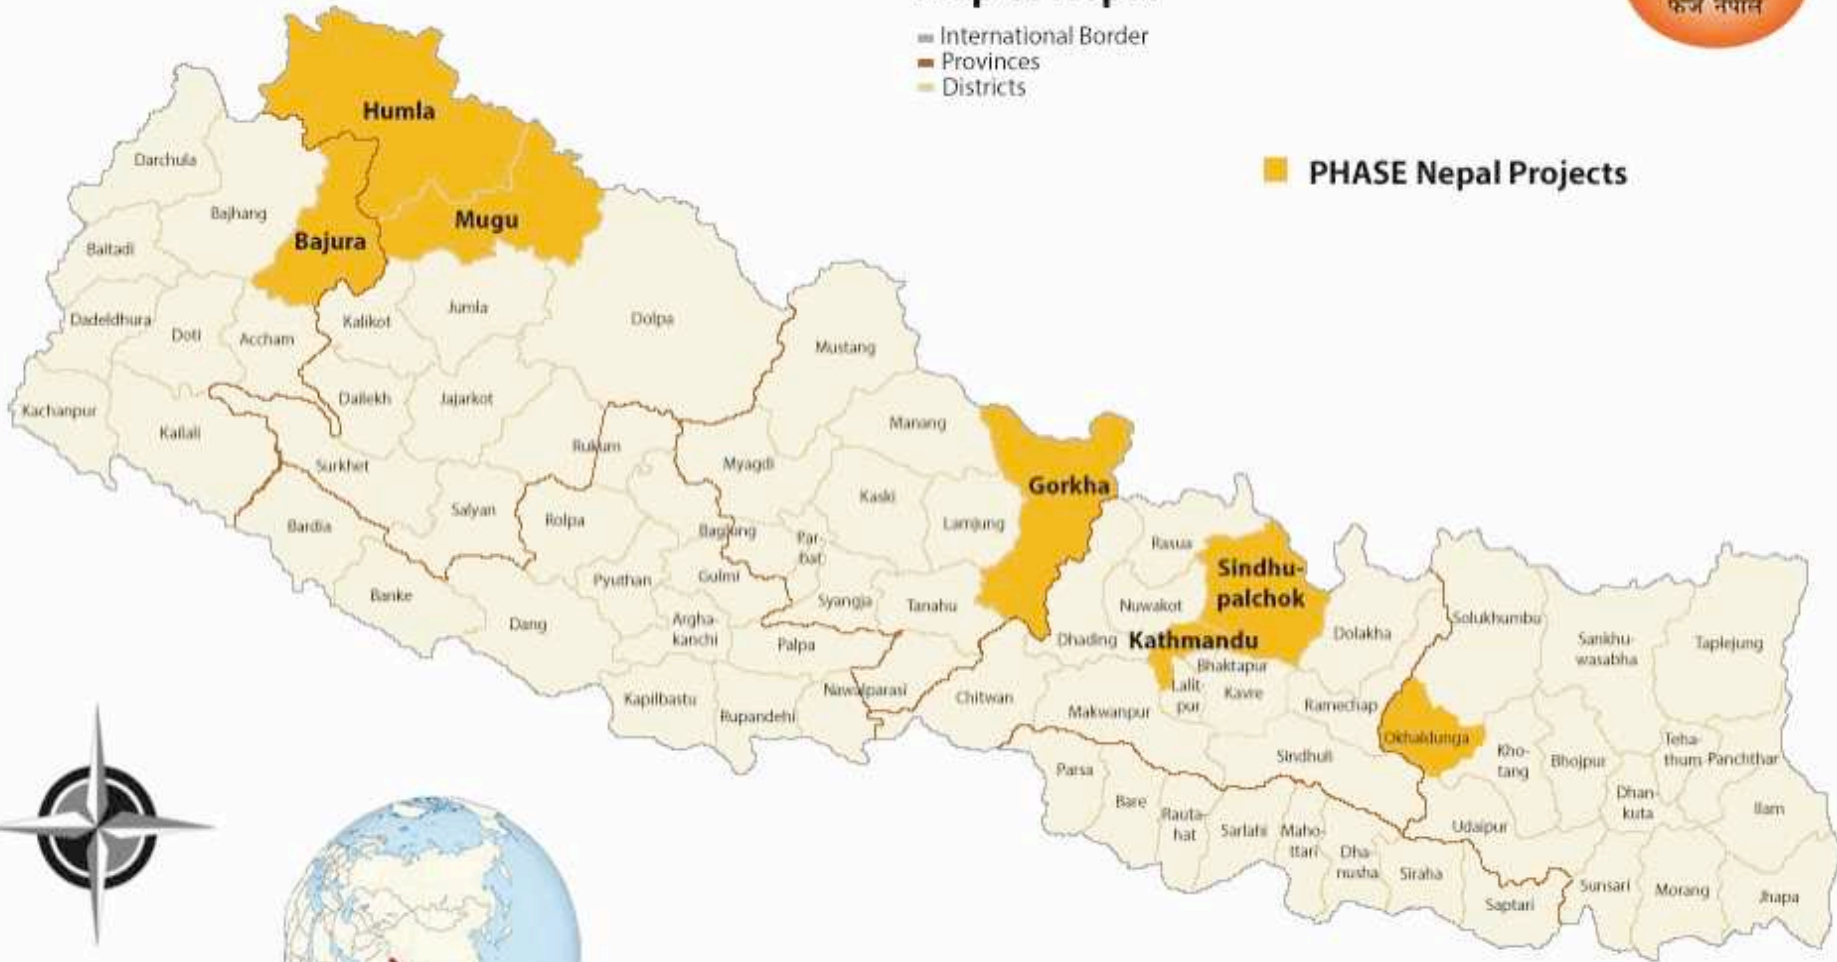 International Border
Provinces
Districts
फेज नेपाल
PHASE Nepal Projects
Humla
Darchula
Bajhang
Mugu
Bajura
Baitadi
Jumla
Dadeldhura
Doti
Accham
Kalikot
Dolpa
Mustang
Dailekh
Jajarkot
Kachanpur
Kailali
Manang
Rukum
Surkhet
Myagdi
Gorkha
Kaski
Salyan
Rolpa
Lamjung
Bardia
Baglung
Par-
bat
Raxua
Sindhu-
palchok
Pyuthan
Gulmi
Banke
Syangja
Tanahu
Nuwakot
Dang
Argha-
kanchi
Palpa
Dhading
Kathmandu
Dolakha
Solukhumbu
Sankhu-
wasabha
Taplejung
Bhaktapur
Lalit-
pur
Kavre
Kapilbastu
Rupandehi
Nawalparasi
Chitwan
Makwanpur
Ramechap
Okhaldunga
Sindhuli
Kho-
tang
Bhojpur
Teha-
thum
Panchthar
Parsa
Bare
Rauta-
hat
Sarlahi
Maho-
ttari
Dha-
nusha
Siraha
Udaipur
Dhan-
kuta
Ilam
Saptari
Sunsari
Morang
Jhapa